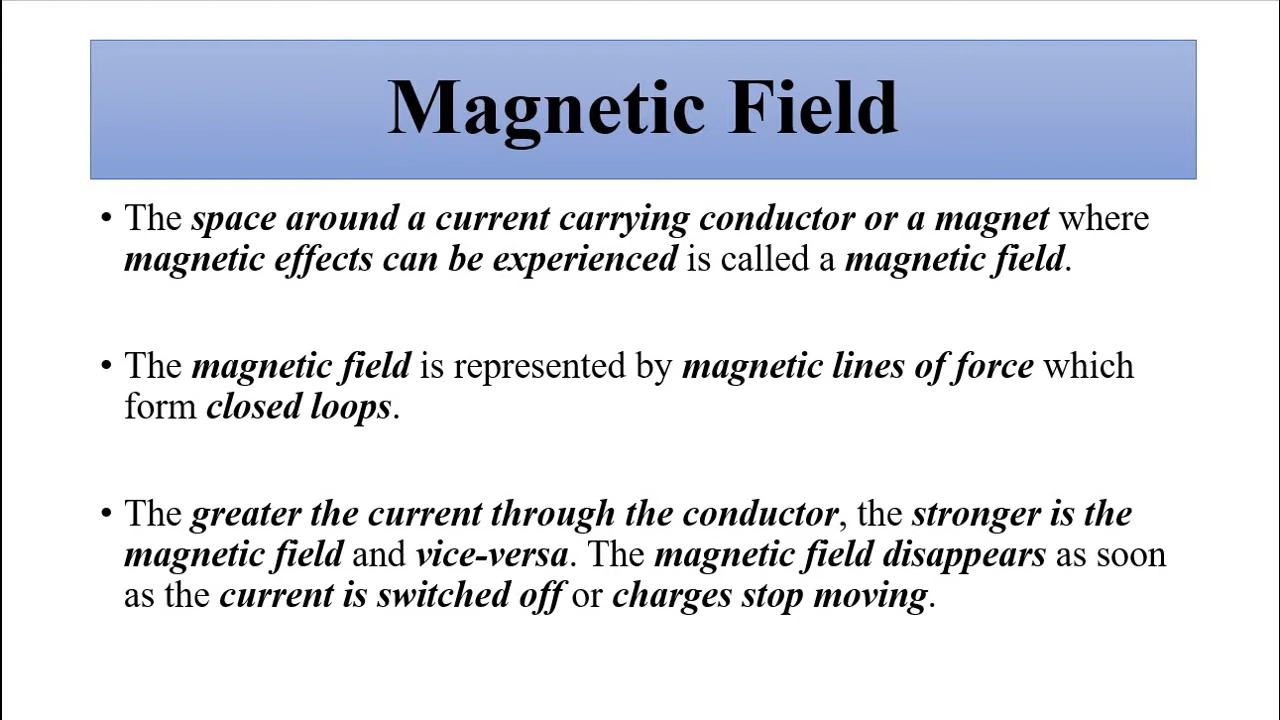 Magnetic Field
• The space around a current carrying conductor or a magnet where
magnetic effects can be experienced is called a magnetic field.
• The magnetic field is represented by magnetic lines of force which
form closed loops.
• The greater the current through the conductor, the stronger is the
magnetic field and vice-versa. The magnetic field disappears as soon
as the current is switched off or charges stop moving.